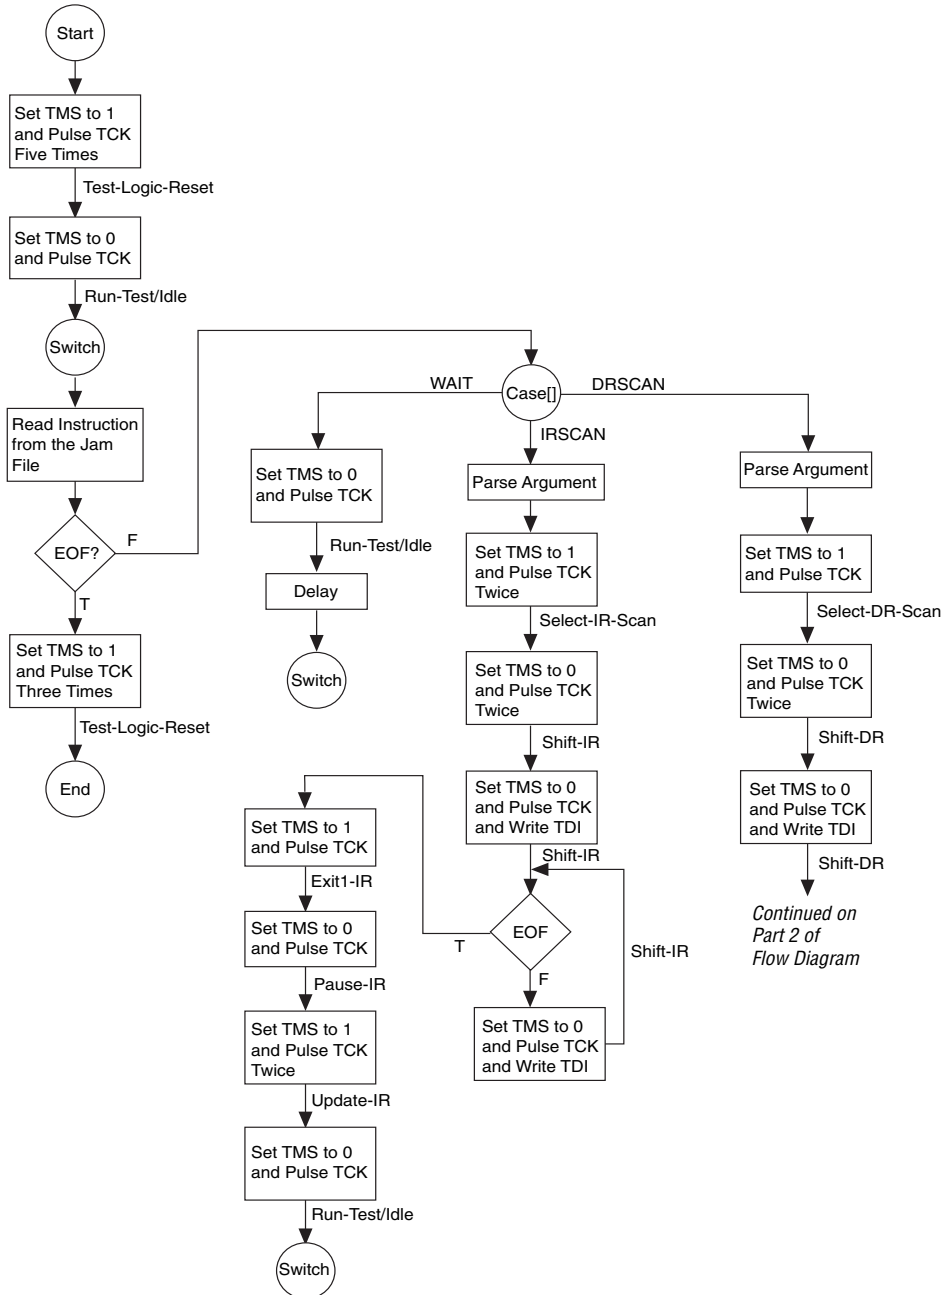 Start
Set TMS to 1
and Pulse TCK
Five Times
Test-Logic-Reset
Set TMS to 0
and Pulse TCK
Run-Test/Idle
Switch
Read Instruction
from the Jam
File
EOF?
F
T
Set TMS to 1
and Pulse TCK
Three Times
Test-Logic-Reset
End
Case[]
WAIT
Set TMS to 0
and Pulse TCK
Run-Test/Idle
Delay
Switch
IRSCAN
Parse Argument
Set TMS to 1
and Pulse TCK
Twice
Select-IR-Scan
Set TMS to 0
and Pulse TCK
Twice
Shift-IR
Set TMS to 0
and Pulse TCK
and Write TDI
Shift-IR
EOF
T
F
Set TMS to 0
and Pulse TCK
and Write TDI
Shift-IR
Set TMS to 1
and Pulse TCK
Exit1-IR
Set TMS to 0
and Pulse TCK
Pause-IR
Set TMS to 1
and Pulse TCK
Twice
Update-IR
Set TMS to 0
and Pulse TCK
Run-Test/Idle
Switch
DRSCAN
Parse Argument
Set TMS to 1
and Pulse TCK
Select-DR-Scan
Set TMS to 0
and Pulse TCK
Twice
Shift-DR
Set TMS to 0
and Pulse TCK
and Write TDI
Shift-DR
Continued on
Part 2 of
Flow Diagram